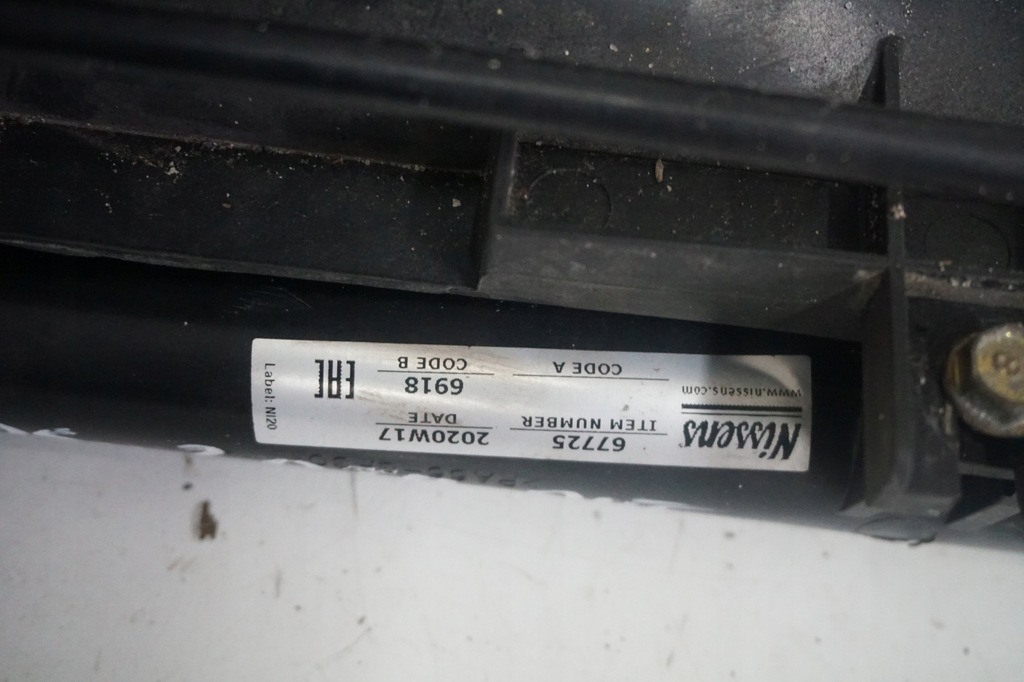 Nissens
www.nissens.com
67725
ITEM NUMBER
CODE A
2020W17
DATE
6918
CODE B
EAC
Label: NI20